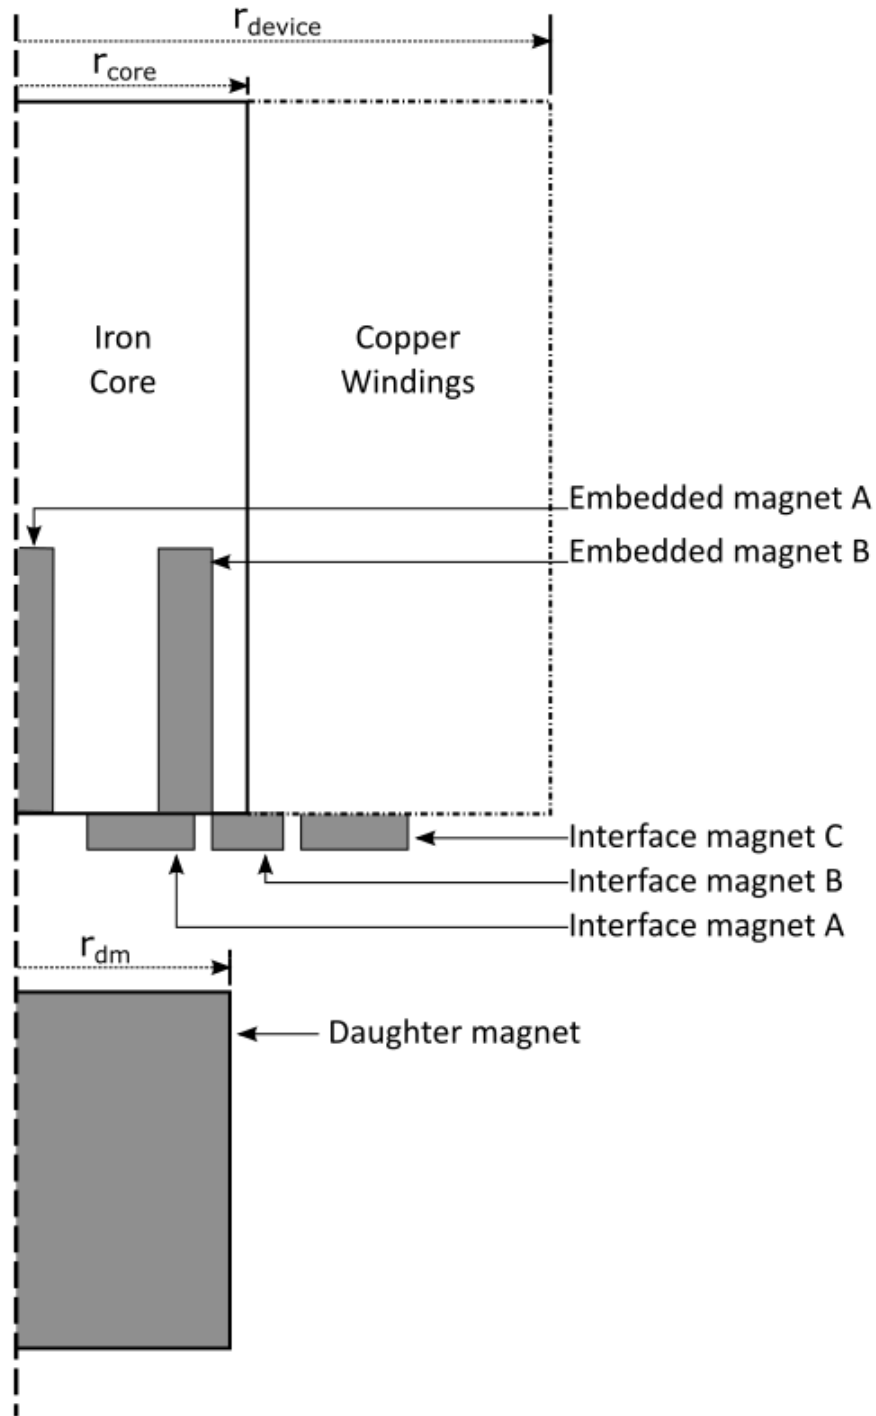 r_device
r_core
Iron
Core
Copper
Windings
Embedded magnet A
Embedded magnet B
Interface magnet C
Interface magnet B
Interface magnet A
r_dm
Daughter magnet